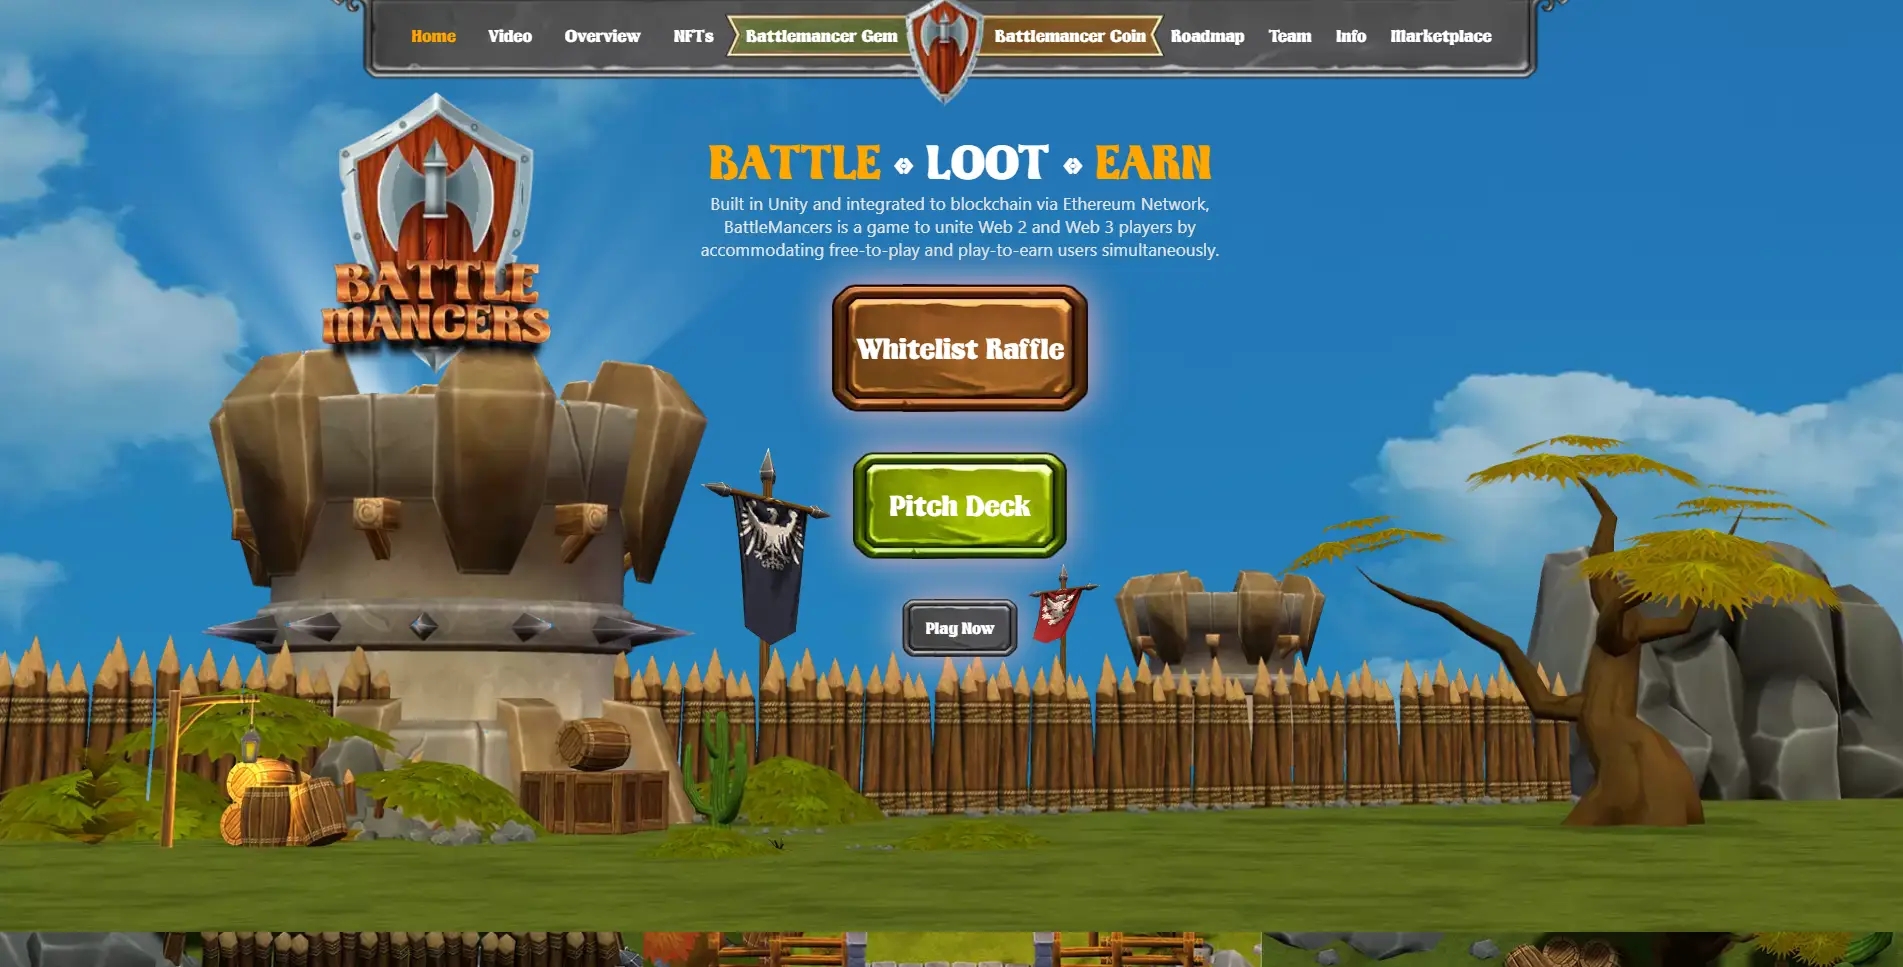 Home Video Overview NFTs Battlemancer Gem Battlemancer Coin Roadmap Team Info Marketplace
BATTLE LOOT EARN
Built in Unity and integrated to blockchain via Ethereum Network,
BattleMancers is a game to unite Web 2 and Web 3 players by
accommodating free-to-play and play-to-earn users simultaneously.
BATTLE
MANCERS
Whitelist Raffle
Pitch Deck
Play Now